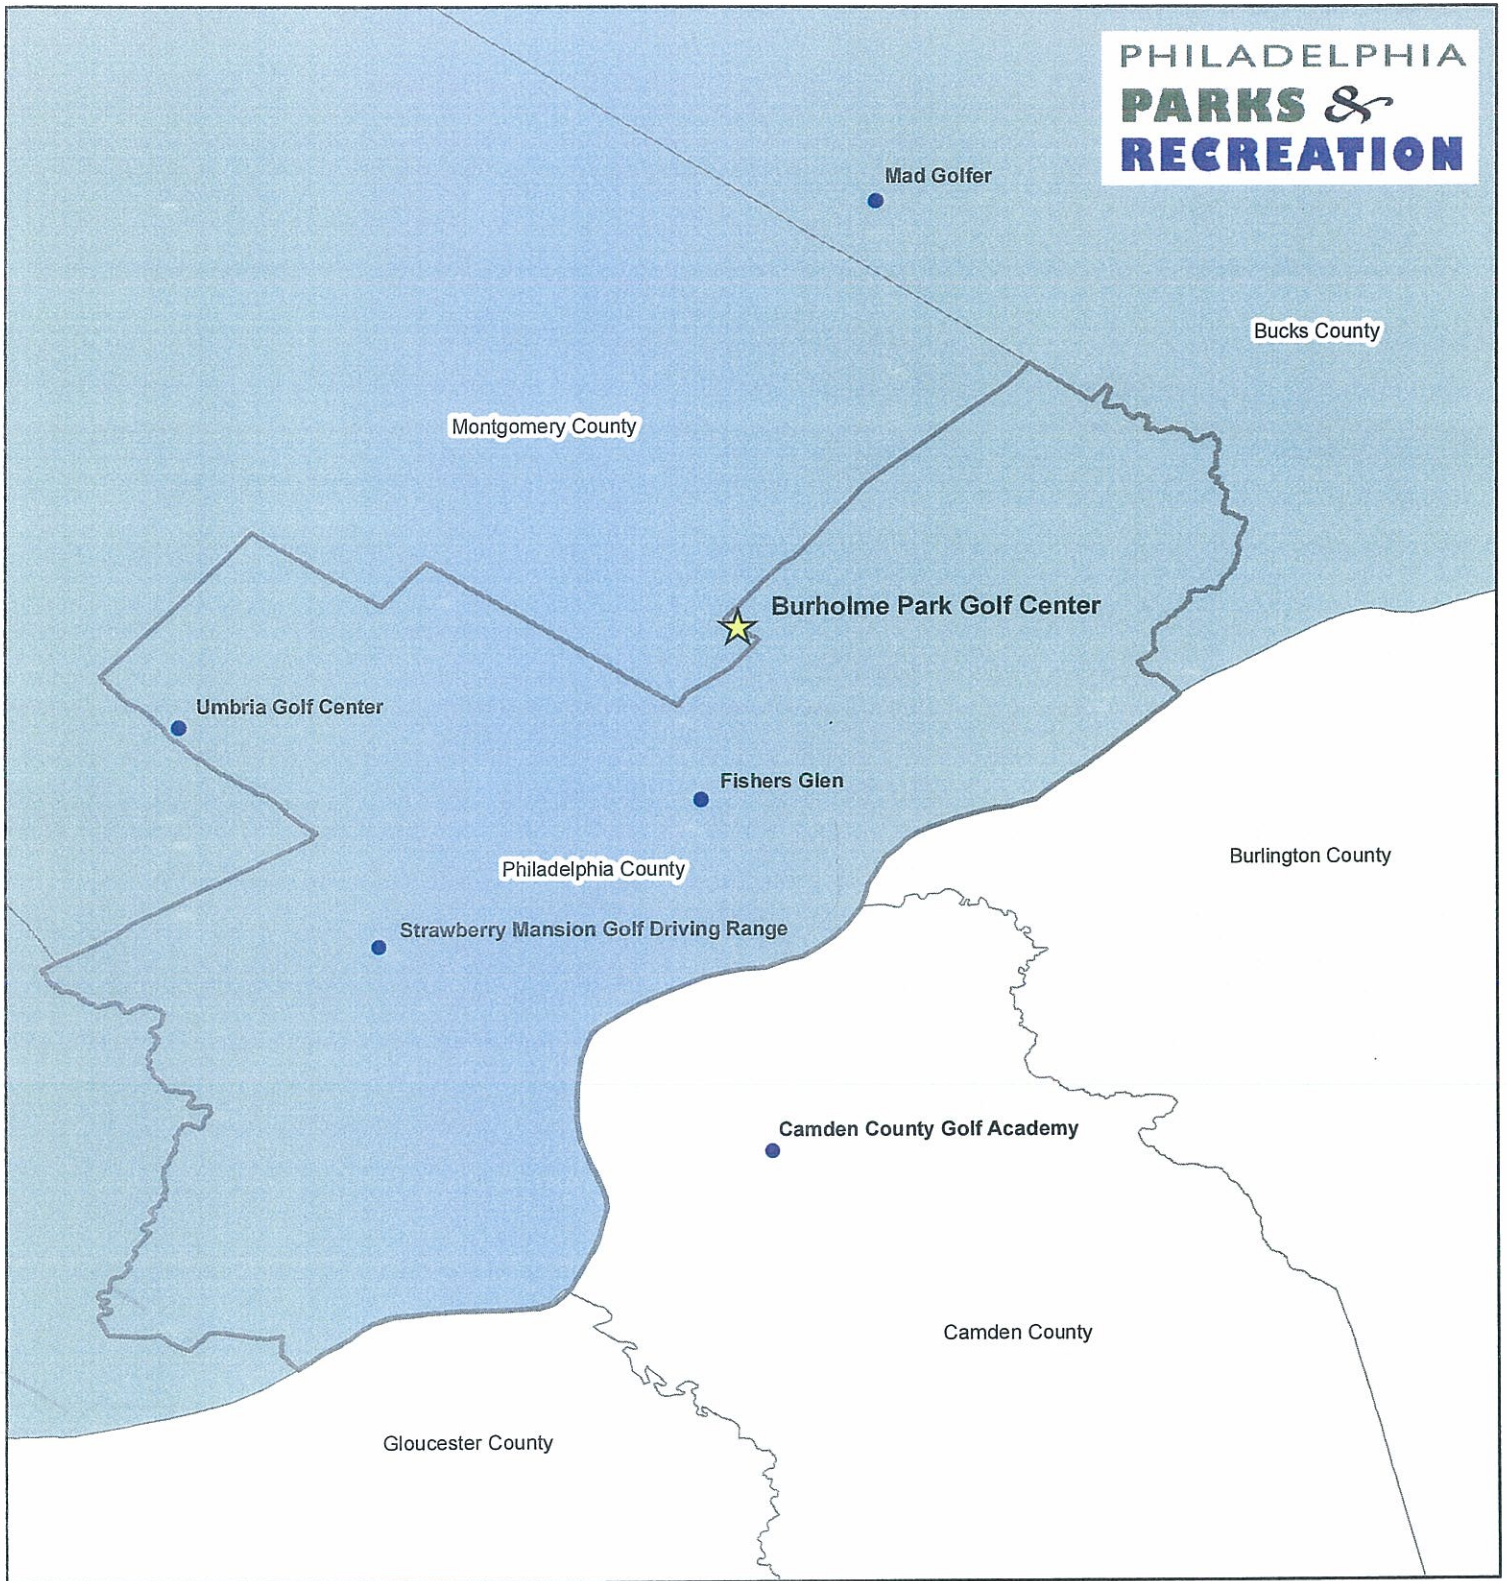 PHILADELPHIA
PARKS &
RECREATION
Mad Golfer
Bucks County
Montgomery County
Burholme Park Golf Center
Umbria Golf Center
Fishers Glen
Burlington County
Philadelphia County
Strawberry Mansion Golf Driving Range
Camden County Golf Academy
Camden County
Gloucester County